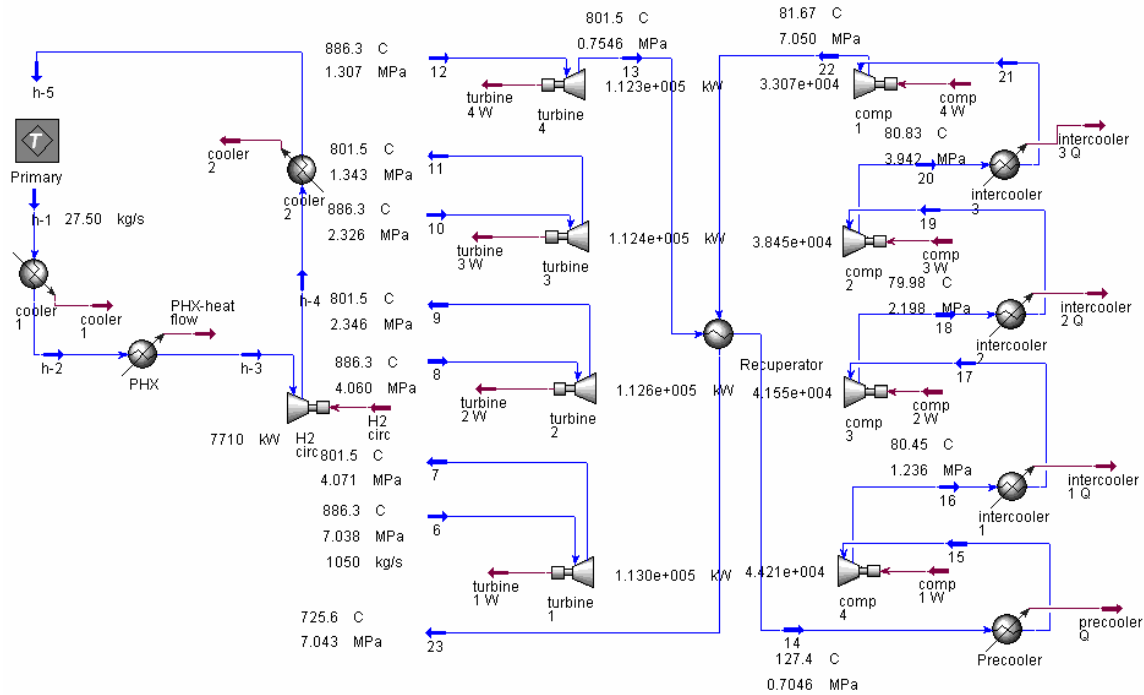 801.5 C
0.7546 MPa
81.67 C
7.050 MPa
886.3 C
1.307 MPa
12
13
22
21
h-5
turbine
4 W
turbine
4
1.123e+005 kW
3.307e+004
comp
1
comp
4 W
T
Primary
cooler
2
801.5 C
1.343 MPa
11
cooler
2
80.83 C
3.942 MPa
20
intercooler
3
intercooler
3 Q
h-1 27.50 kg/s
886.3 C
2.326 MPa
10
turbine
3 W
turbine
3
1.124e+005 kW
3.845e+004
comp
2
comp
3 W
19
cooler
1
cooler
1
PHX-heat
flow
h-4
801.5 C
2.346 MPa
9
79.98 C
2.198 MPa
18
intercooler
2
intercooler
2 Q
h-2
PHX
h-3
886.3 C
4.060 MPa
8
turbine
2 W
turbine
2
1.126e+005 kW
Recuperator
4.155e+004
comp
3
comp
2 W
17
7710 kW
H2
circ
H2
circ
801.5 C
4.071 MPa
7
80.45 C
1.236 MPa
16
intercooler
1
intercooler
1 Q
886.3 C
7.038 MPa
1050 kg/s
6
turbine
1 W
turbine
1
1.130e+005 kW
4.421e+004
comp
4
comp
1 W
15
725.6 C
7.043 MPa
23
14
127.4 C
0.7046 MPa
Precooler
precooler
Q